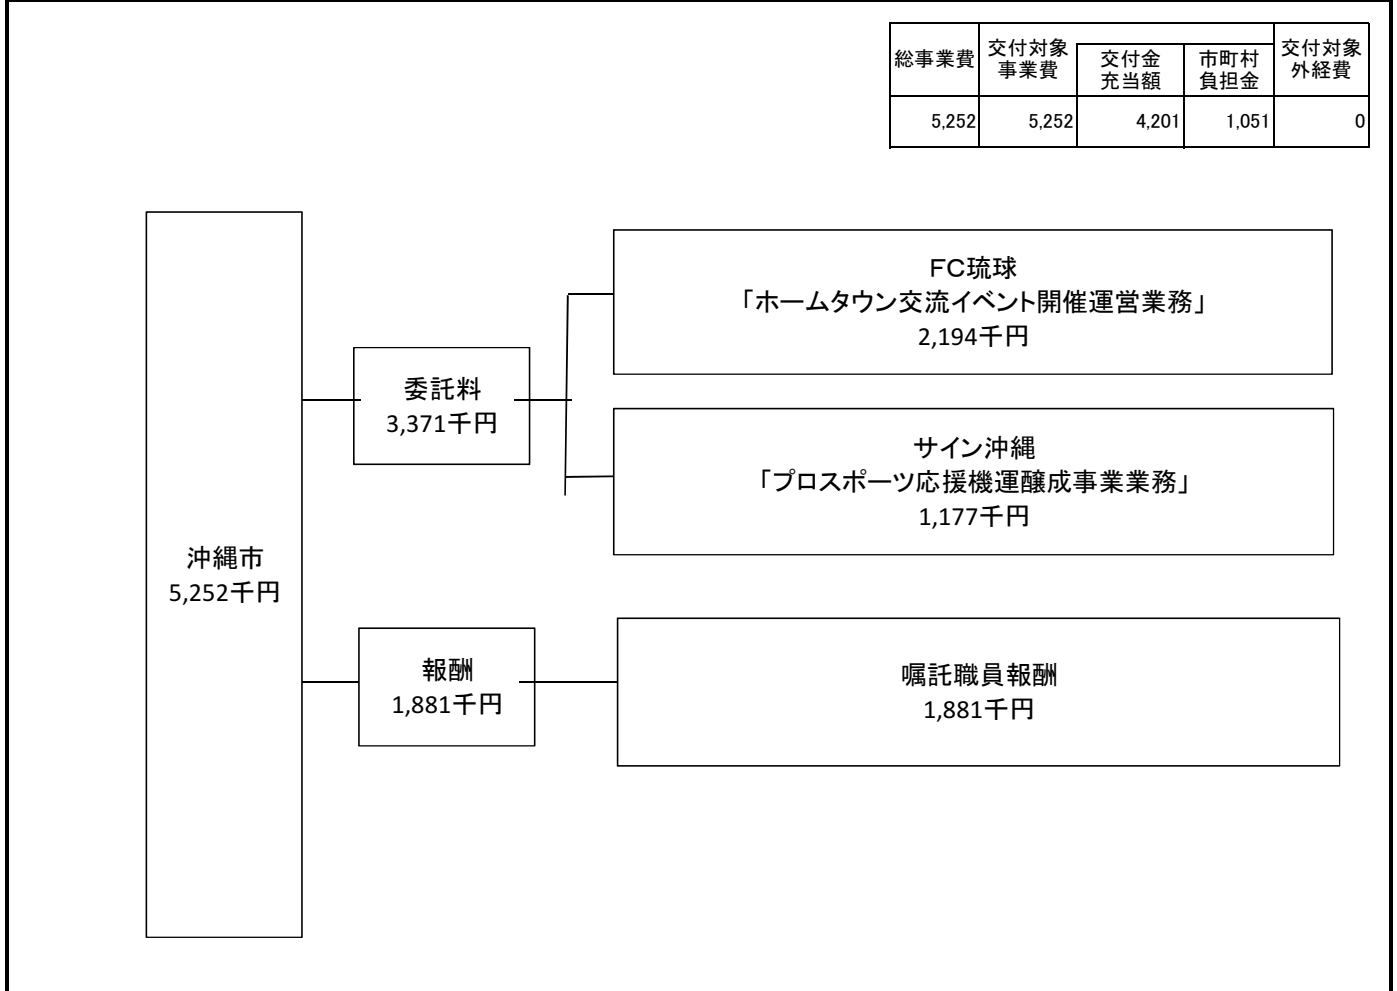 総事業費
交付対象
事業費
交付金
充当額
市町村
負担金
交付対象
外経費
5,252
5,252
4,201
1,051
0
FC琉球
「ホームタウン交流イベント開催運営業務」
2,194千円
委託料
3,371千円
サイン沖縄
「プロスポーツ応援機運醸成事業業務」
1,177千円
沖縄市
5,252千円
報酬
1,881千円
嘱託職員報酬
1,881千円